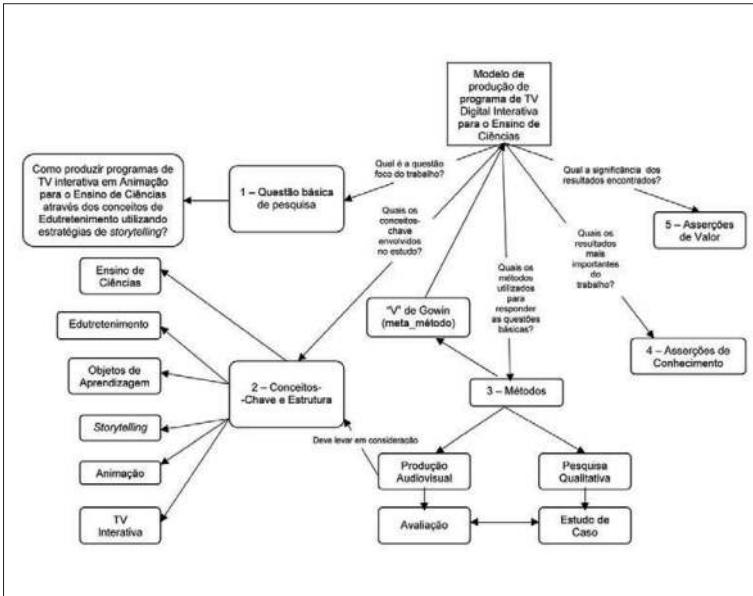 Modelo de
produção de
programa de TV
Digital Interativa
para o Ensino de
Ciências
Qual é a questão
foco do trabalho?
Qual a significância dos
resultados encontrados?
Como produzir programas de
TV interativa em Animação
para o Ensino de Ciências
através dos conceitos de
Edutretenimento utilizando
estratégias de storytelling?
1 – Questão básica
de pesquisa
Quais os
conceitos-
chave
envolvidos
no estudo?
Quais os
métodos
utilizados
para
responder
as questões
básicas?
Quais os
resultados
mais
importantes
do
trabalho?
5 – Asserções
de Valor
Ensino de
Ciências
Edutretenimento
Objetos de
Aprendizagem
Storytelling
Animação
TV
Interativa
2 – Conceitos-
-Chave e Estrutura
"V" de Gowin
(meta_método)
4 – Asserções de
Conhecimento
3 – Métodos
Deve levar em consideração
Produção
Audiovisual
Pesquisa
Qualitativa
Avaliação
Estudo de
Caso